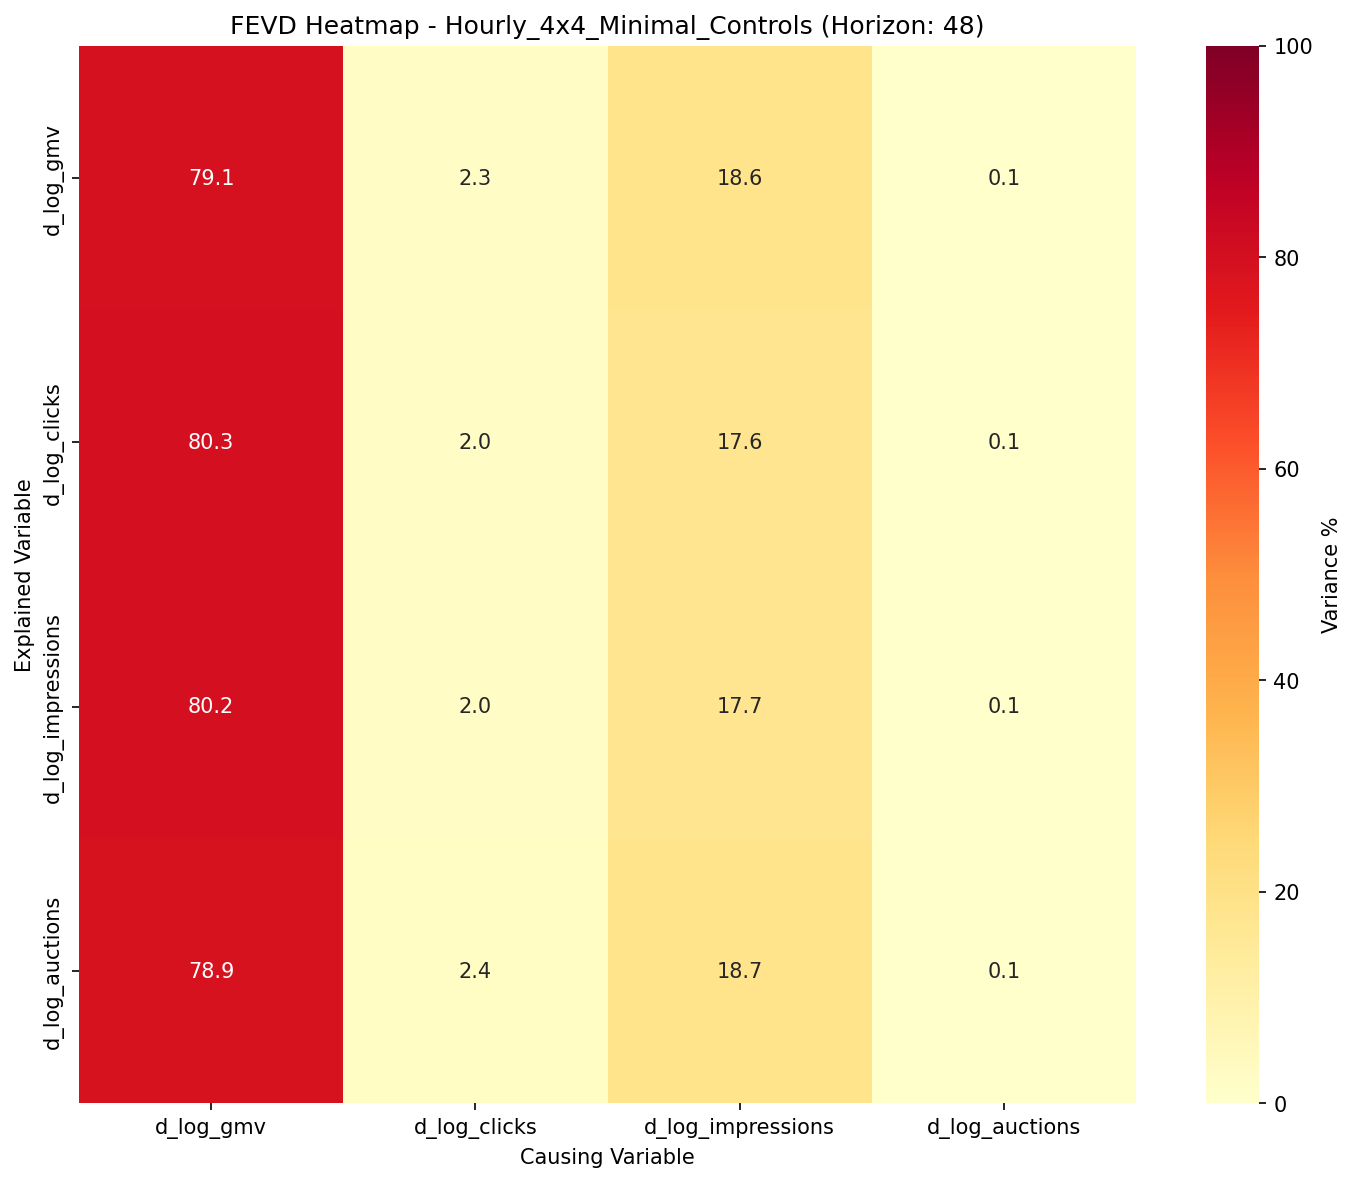 FEVD Heatmap - Hourly_4x4_Minimal_Controls (Horizon: 48)
Explained Variable
d_log_gmv
79.1
2.3
18.6
0.1
d_log_clicks
80.3
2.0
17.6
0.1
d_log_impressions
80.2
2.0
17.7
0.1
d_log_auctions
78.9
2.4
18.7
0.1
d_log_gmv
d_log_clicks
d_log_impressions
d_log_auctions
Causing Variable
100
80
60
40
20
0
Variance %